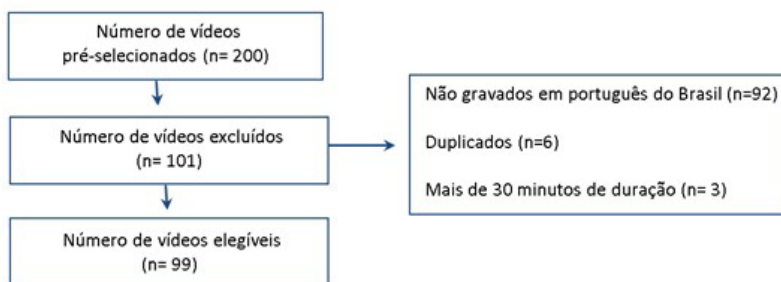 Número de vídeos
pré-selecionados (n= 200)
Número de vídeos excluídos
(n= 101)
Não gravados em português do Brasil (n=92)
Duplicados (n=6)
Mais de 30 minutos de duração (n= 3)
Número de vídeos elegíveis
(n= 99)